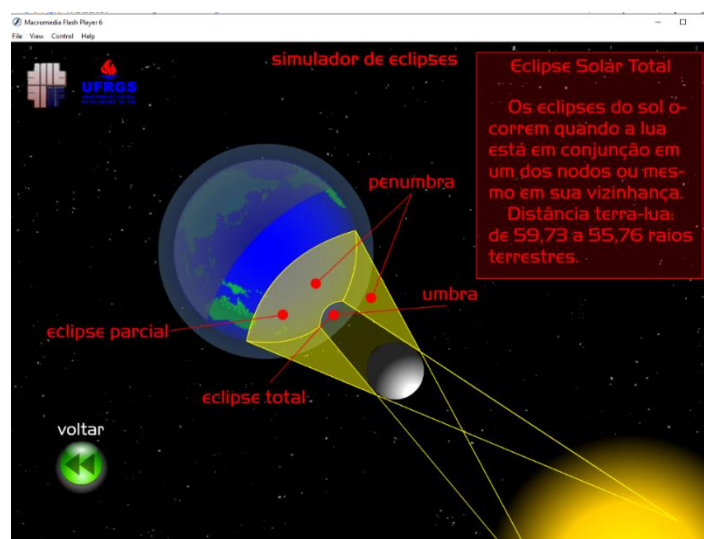 Macromedia Flash Player 6
File View Control Help
simulador de eclipses
UFRGS
Eclipse Solar Total
Os eclipses do sol o-
correm quando a lua
está em conjunção em
um dos nodos ou mes-
mo em sua vizinhança.
Distância terra-lua:
de 59,73 a 55,76 raios
terrestres.
penumbra
umbra
eclipse parcial
eclipse total
voltar